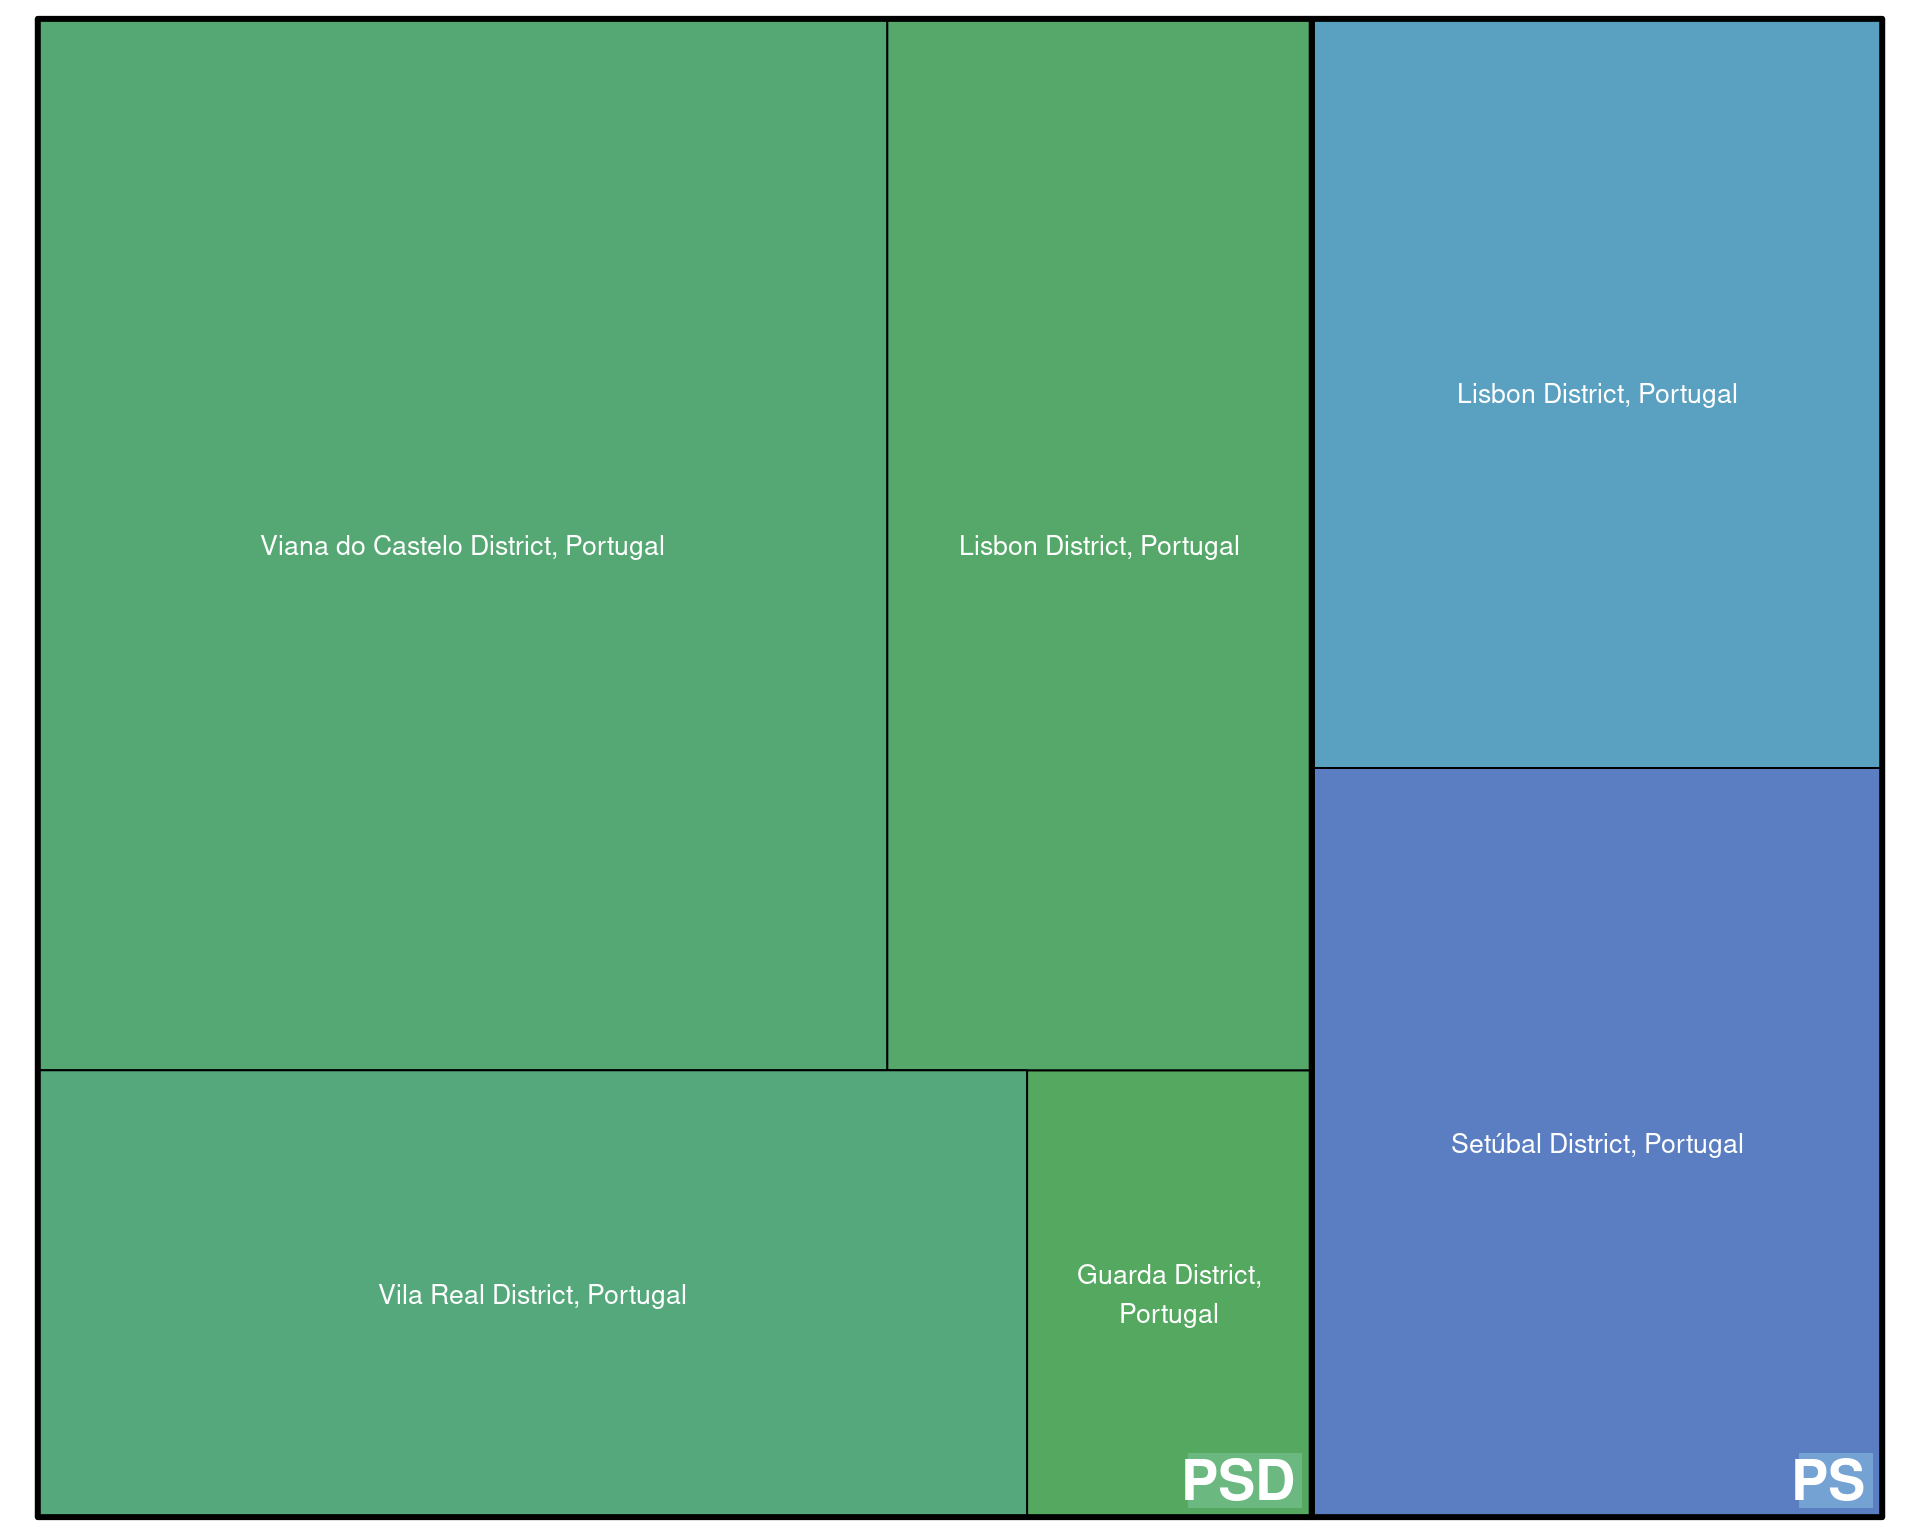 Viana do Castelo District, Portugal
Lisbon District, Portugal
Vila Real District, Portugal
Guarda District,
Portugal
PSD
Lisbon District, Portugal
Setúbal District, Portugal
PS